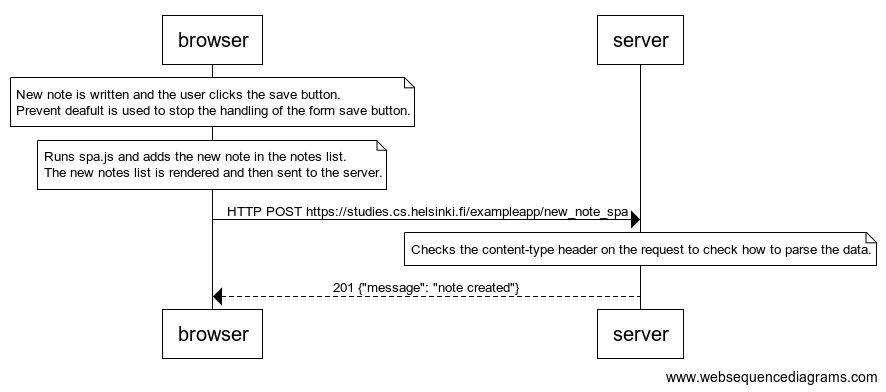 browser
server
New note is written and the user clicks the save button.
Prevent deafult is used to stop the handling of the form save button.
Runs spa.js and adds the new note in the notes list.
The new notes list is rendered and then sent to the server.
HTTP POST https://studies.cs.helsinki.fi/exampleapp/new_note_spa
Checks the content-type header on the request to check how to parse the data.
201 {"message": "note created"}
browser
server
www.websequencediagrams.com